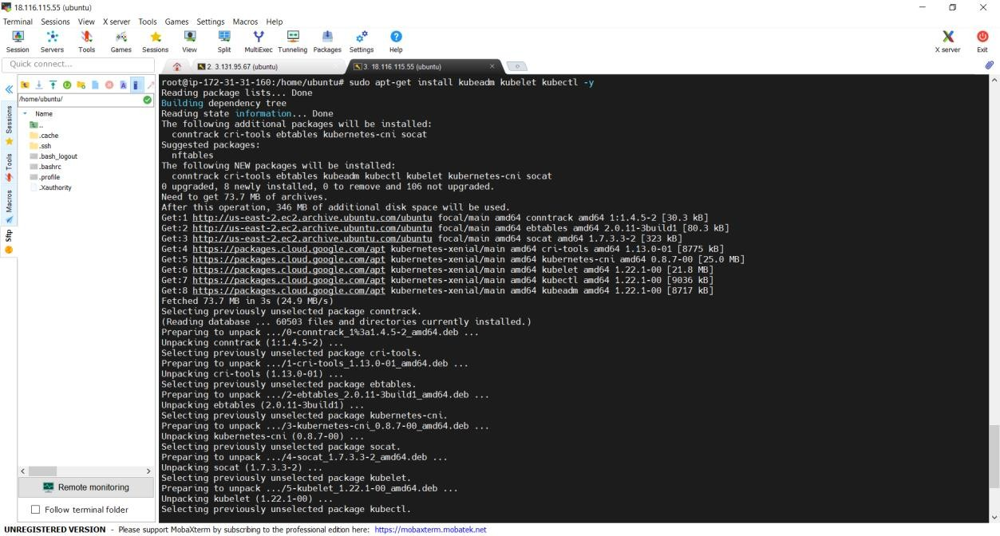 18.116.115.55 (ubuntu)
Terminal Sessions View X server Tools Games Settings Macros Help
Session Servers Tools Games Sessions View Split MultiExec Tunneling Packages Settings Help X server Exit
Quick connect...
2. 3.131.95.67 (ubuntu)
3. 18.116.115.55 (ubuntu)
/home/ubuntu/
Name
..
.cache
.ssh
.bash_logout
.bashrc
.profile
.Xauthority
Sessions
Tools
Macros
Sftp
Remote monitoring
Follow terminal folder
root@ip-172-31-31-160:/home/ubuntu# sudo apt-get install kubeadm kubelet kubectl -y
Reading package lists... Done
Building dependency tree
Reading state information... Done
The following additional packages will be installed:
conntrack cri-tools ebtables kubernetes-cni socat
Suggested packages:
nftables
The following NEW packages will be installed:
conntrack cri-tools ebtables kubeadm kubectl kubelet kubernetes-cni socat
0 upgraded, 8 newly installed, 0 to remove and 106 not upgraded.
Need to get 73.7 MB of archives.
After this operation, 346 MB of additional disk space will be used.
Get:1 http://us-east-2.ec2.archive.ubuntu.com/ubuntu focal/main amd64 conntrack amd64 1:1.4.5-2 [30.3 kB]
Get:2 http://us-east-2.ec2.archive.ubuntu.com/ubuntu focal/main amd64 ebtables amd64 2.0.11-3build1 [80.3 kB]
Get:3 http://us-east-2.ec2.archive.ubuntu.com/ubuntu focal/main amd64 socat amd64 1.7.3.3-2 [323 kB]
Get:4 https://packages.cloud.google.com/apt kubernetes-xenial/main amd64 cri-tools amd64 1.13.0-01 [8775 kB]
Get:5 https://packages.cloud.google.com/apt kubernetes-xenial/main amd64 kubernetes-cni amd64 0.8.7-00 [25.0 MB]
Get:6 https://packages.cloud.google.com/apt kubernetes-xenial/main amd64 kubelet amd64 1.22.1-00 [21.8 MB]
Get:7 https://packages.cloud.google.com/apt kubernetes-xenial/main amd64 kubectl amd64 1.22.1-00 [9036 kB]
Get:8 https://packages.cloud.google.com/apt kubernetes-xenial/main amd64 kubeadm amd64 1.22.1-00 [8717 kB]
Fetched 73.7 MB in 3s (24.9 MB/s)
Selecting previously unselected package conntrack.
(Reading database ... 60503 files and directories currently installed.)
Preparing to unpack .../0-conntrack_1%3a1.4.5-2_amd64.deb ...
Unpacking conntrack (1:1.4.5-2) ...
Selecting previously unselected package cri-tools.
Preparing to unpack .../1-cri-tools_1.13.0-01_amd64.deb ...
Unpacking cri-tools (1.13.0-01) ...
Selecting previously unselected package ebtables.
Preparing to unpack .../2-ebtables_2.0.11-3build1_amd64.deb ...
Unpacking ebtables (2.0.11-3build1) ...
Selecting previously unselected package kubernetes-cni.
Preparing to unpack .../3-kubernetes-cni_0.8.7-00_amd64.deb ...
Unpacking kubernetes-cni (0.8.7-00) ...
Selecting previously unselected package socat.
Preparing to unpack .../4-socat_1.7.3.3-2_amd64.deb ...
Unpacking socat (1.7.3.3-2) ...
Selecting previously unselected package kubelet.
Preparing to unpack .../5-kubelet_1.22.1-00_amd64.deb ...
Unpacking kubelet (1.22.1-00) ...
Selecting previously unselected package kubectl.
UNREGISTERED VERSION - Please support MobaXterm by subscribing to the professional edition here: https://mobaxterm.mobatek.net